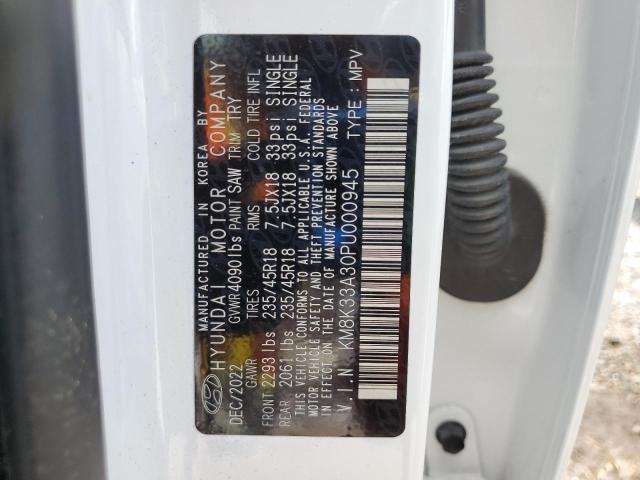 MANUFACTURED IN KOREA BY
HYUNDAI MOTOR COMPANY
DEC/2022 GVWR 4090 lbs PAINT SAW TRIM TRY
GAWR TIRES RIMS COLD TIRE INFL
FRONT 2293 lbs 235/45R18 7.5JX18 33psi SINGLE
REAR 2061 lbs 235/45R18 7.5JX18 33psi SINGLE
THIS VEHICLE CONFORMS TO ALL APPLICABLE U.S.A. FEDERAL
MOTOR VEHICLE SAFETY AND THEFT PREVENTION STANDARDS
IN EFFECT ON THE DATE OF MANUFACTURE SHOWN ABOVE
V.I.N KM8K33A30PU000945 TYPE : MPV